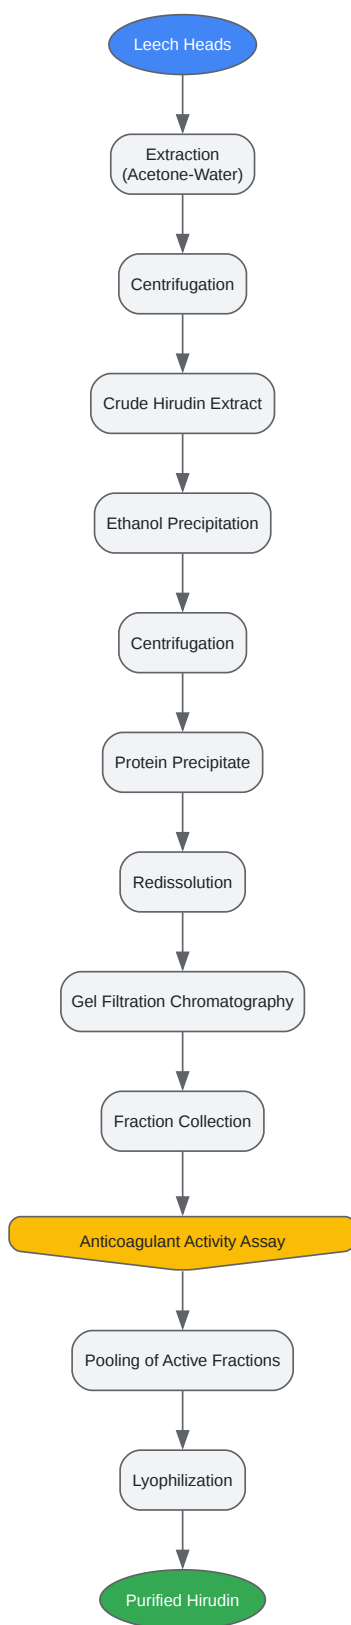 Leech Heads
Extraction
(Acetone-Water)
Centrifugation
Crude Hirudin Extract
Ethanol Precipitation
Centrifugation
Protein Precipitate
Redissolution
Gel Filtration Chromatography
Fraction Collection
Anticoagulant Activity Assay
Pooling of Active Fractions
Lyophilization
Purified Hirudin